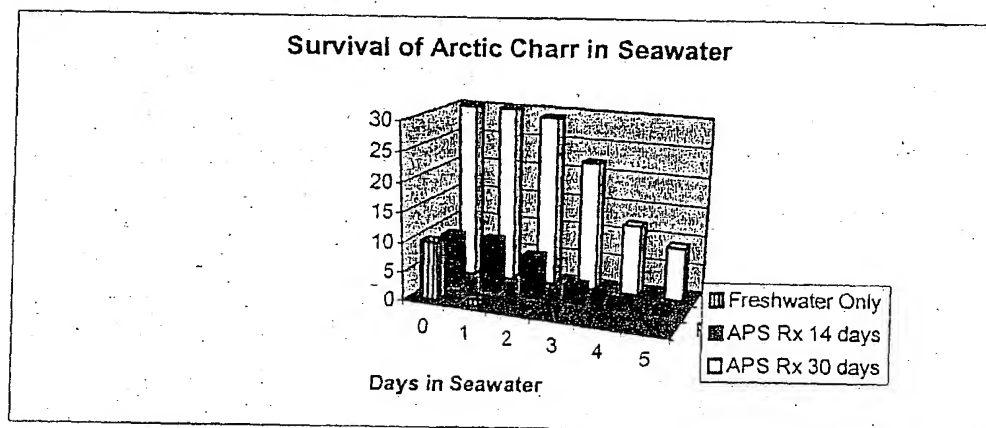 Survival of Arctic Charr in Seawater
30
25
20
15
10
5
0
0 1 2 3 4 5
Days in Seawater
Freshwater Only
APS Rx 14 days
APS Rx 30 days